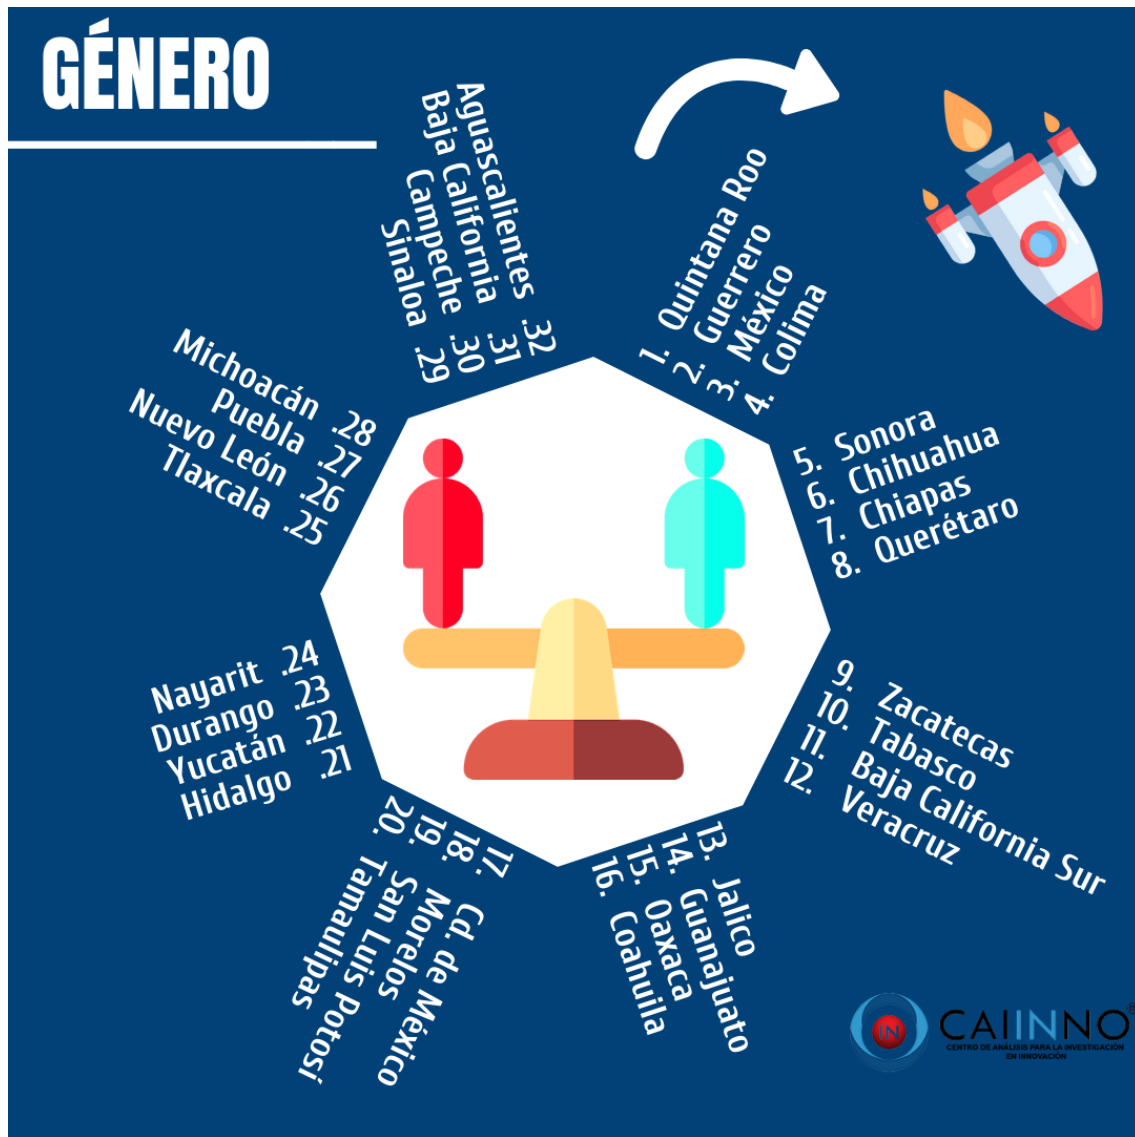 GÉNERO
1. Quintana Roo
2. Guerrero
3. México
4. Colima
5. Sonora
6. Chihuahua
7. Chiapas
8. Querétaro
9. Zacatecas
10. Tabasco
11. Baja California Sur
12. Veracruz
13. Jalico
14. Guanajuato
15. Oaxaca
16. Coahuila
17. Cd. de México
18. Morelos
19. San Luis Potosí
20. Tamaulipas
Hidalgo .21
Yucatán .22
Durango .23
Nayarit .24
Tlaxcala .25
Nuevo León .26
Puebla .27
Michoacán .28
Sinaloa .29
Campeche .30
Baja California .31
Aguascalientes .32
IN
CAIINNO®
CENTRO DE ANÁLISIS PARA LA INVESTIGACIÓN
EN INNOVACIÓN